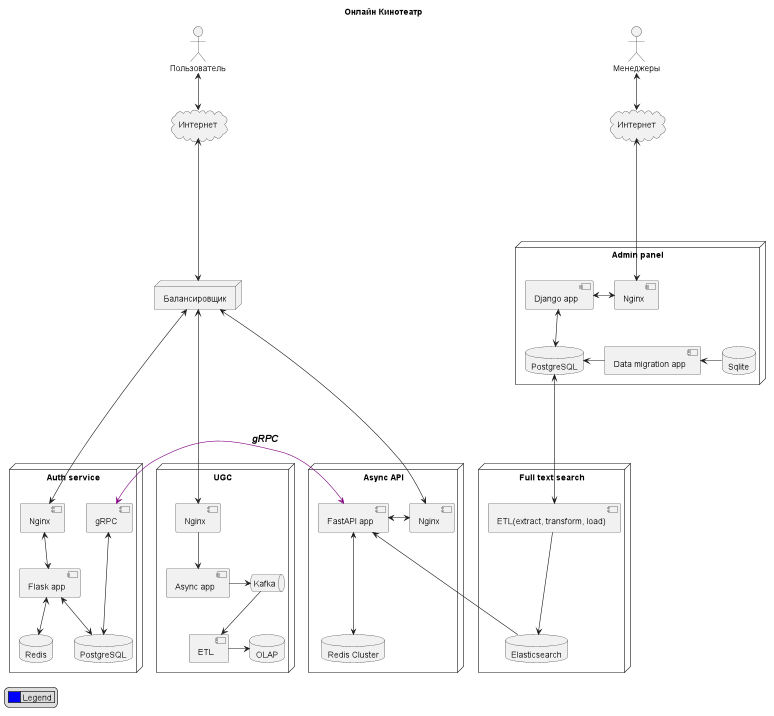 Онлайн Кинотеатр
Пользователь
Менеджеры
Интернет
Интернет
Admin panel
Балансировщик
Django app
Nginx
PostgreSQL
Data migration app
Sqlite
gRPC
Auth service
UGC
Async API
Full text search
Nginx
gRPC
Nginx
FastAPI app
Nginx
ETL(extract, transform, load)
Flask app
Async app
Kafka
Redis
PostgreSQL
ETL
OLAP
Redis Cluster
Elasticsearch
Legend